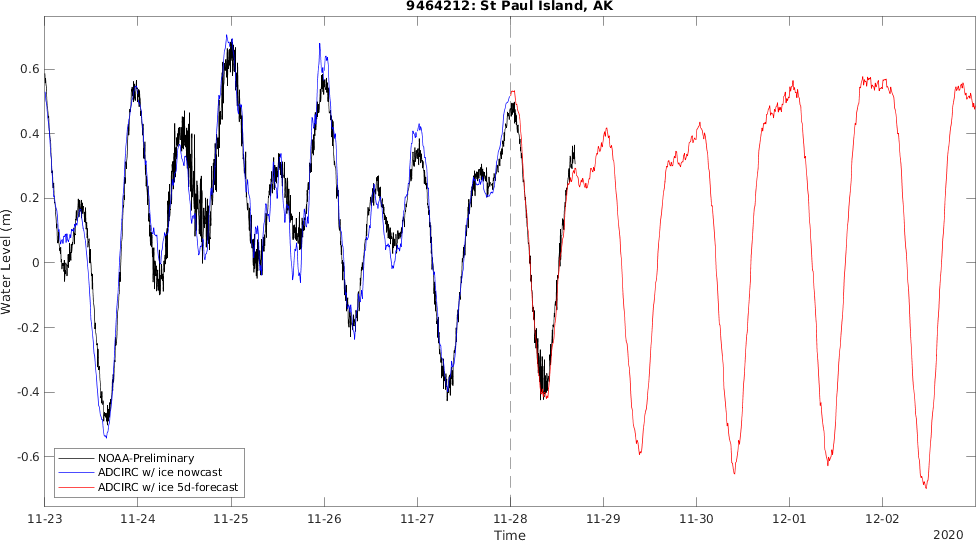 9464212: St Paul Island, AK
Water Level (m)
0.6
0.4
0.2
0
-0.2
-0.4
-0.6
NOAA-Preliminary
ADCIRC w/ ice nowcast
ADCIRC w/ ice 5d-forecast
11-23 11-24 11-25 11-26 11-27 11-28 11-29 11-30 12-01 12-02
Time
2020